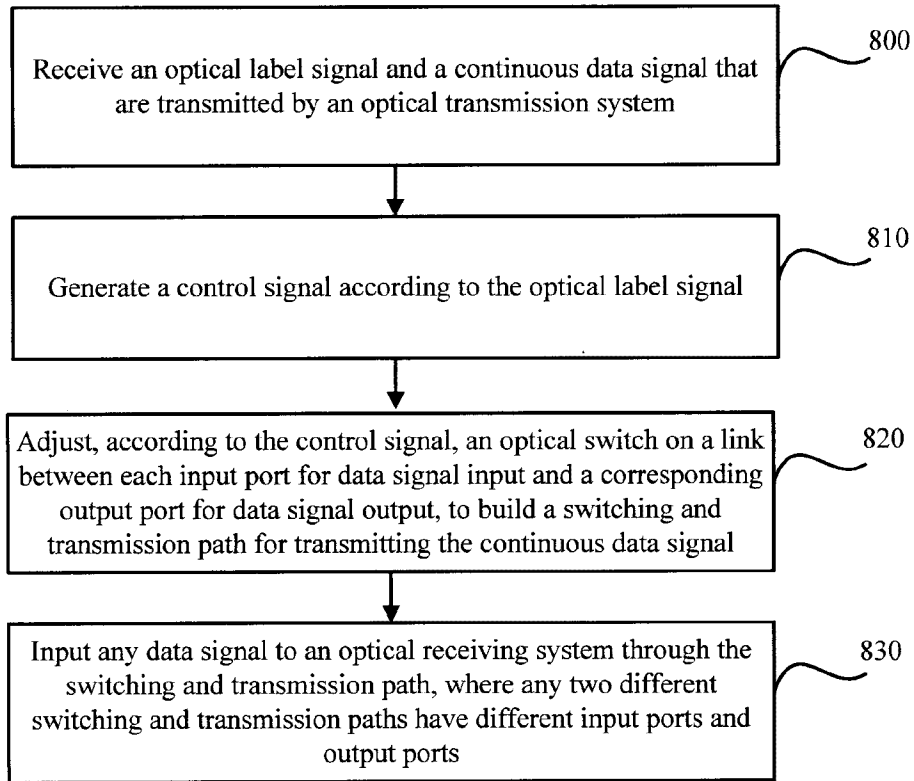 800
Receive an optical label signal and a continuous data signal that
are transmitted by an optical transmission system
810
Generate a control signal according to the optical label signal
820
Adjust, according to the control signal, an optical switch on a link
between each input port for data signal input and a corresponding
output port for data signal output, to build a switching and
transmission path for transmitting the continuous data signal
830
Input any data signal to an optical receiving system through the
switching and transmission path, where any two different
switching and transmission paths have different input ports and
output ports